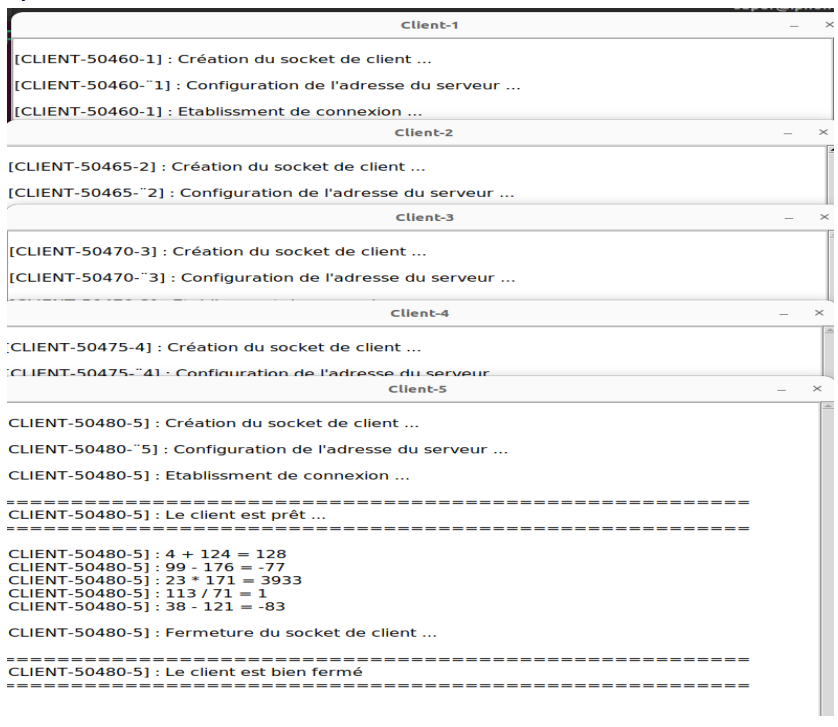 Client-1
[CLIENT-50460-1] : Création du socket de client ...
[CLIENT-50460-¨1] : Configuration de l'adresse du serveur ...
[CLIENT-50460-1] : Etablissment de connexion ...
Client-2
[CLIENT-50465-2] : Création du socket de client ...
[CLIENT-50465-¨2] : Configuration de l'adresse du serveur ...
Client-3
[CLIENT-50470-3] : Création du socket de client ...
[CLIENT-50470-¨3] : Configuration de l'adresse du serveur ...
Client-4
[CLIENT-50475-4] : Création du socket de client ...
[CLIENT-50475-¨4] : Configuration de l'adresse du serveur
Client-5
CLIENT-50480-5] : Création du socket de client ...
CLIENT-50480-¨5] : Configuration de l'adresse du serveur ...
CLIENT-50480-5] : Etablissment de connexion ...
==========================================================
CLIENT-50480-5] : Le client est prêt ...
==========================================================
CLIENT-50480-5] : 4 + 124 = 128
CLIENT-50480-5] : 99 - 176 = -77
CLIENT-50480-5] : 23 * 171 = 3933
CLIENT-50480-5] : 113 / 71 = 1
CLIENT-50480-5] : 38 - 121 = -83
CLIENT-50480-5] : Fermeture du socket de client ...
==========================================================
CLIENT-50480-5] : Le client est bien fermé
==========================================================